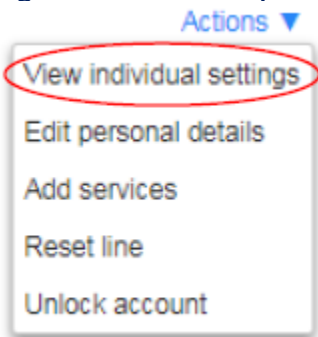 Actions ▼
View individual settings
Edit personal details
Add services
Reset line
Unlock account